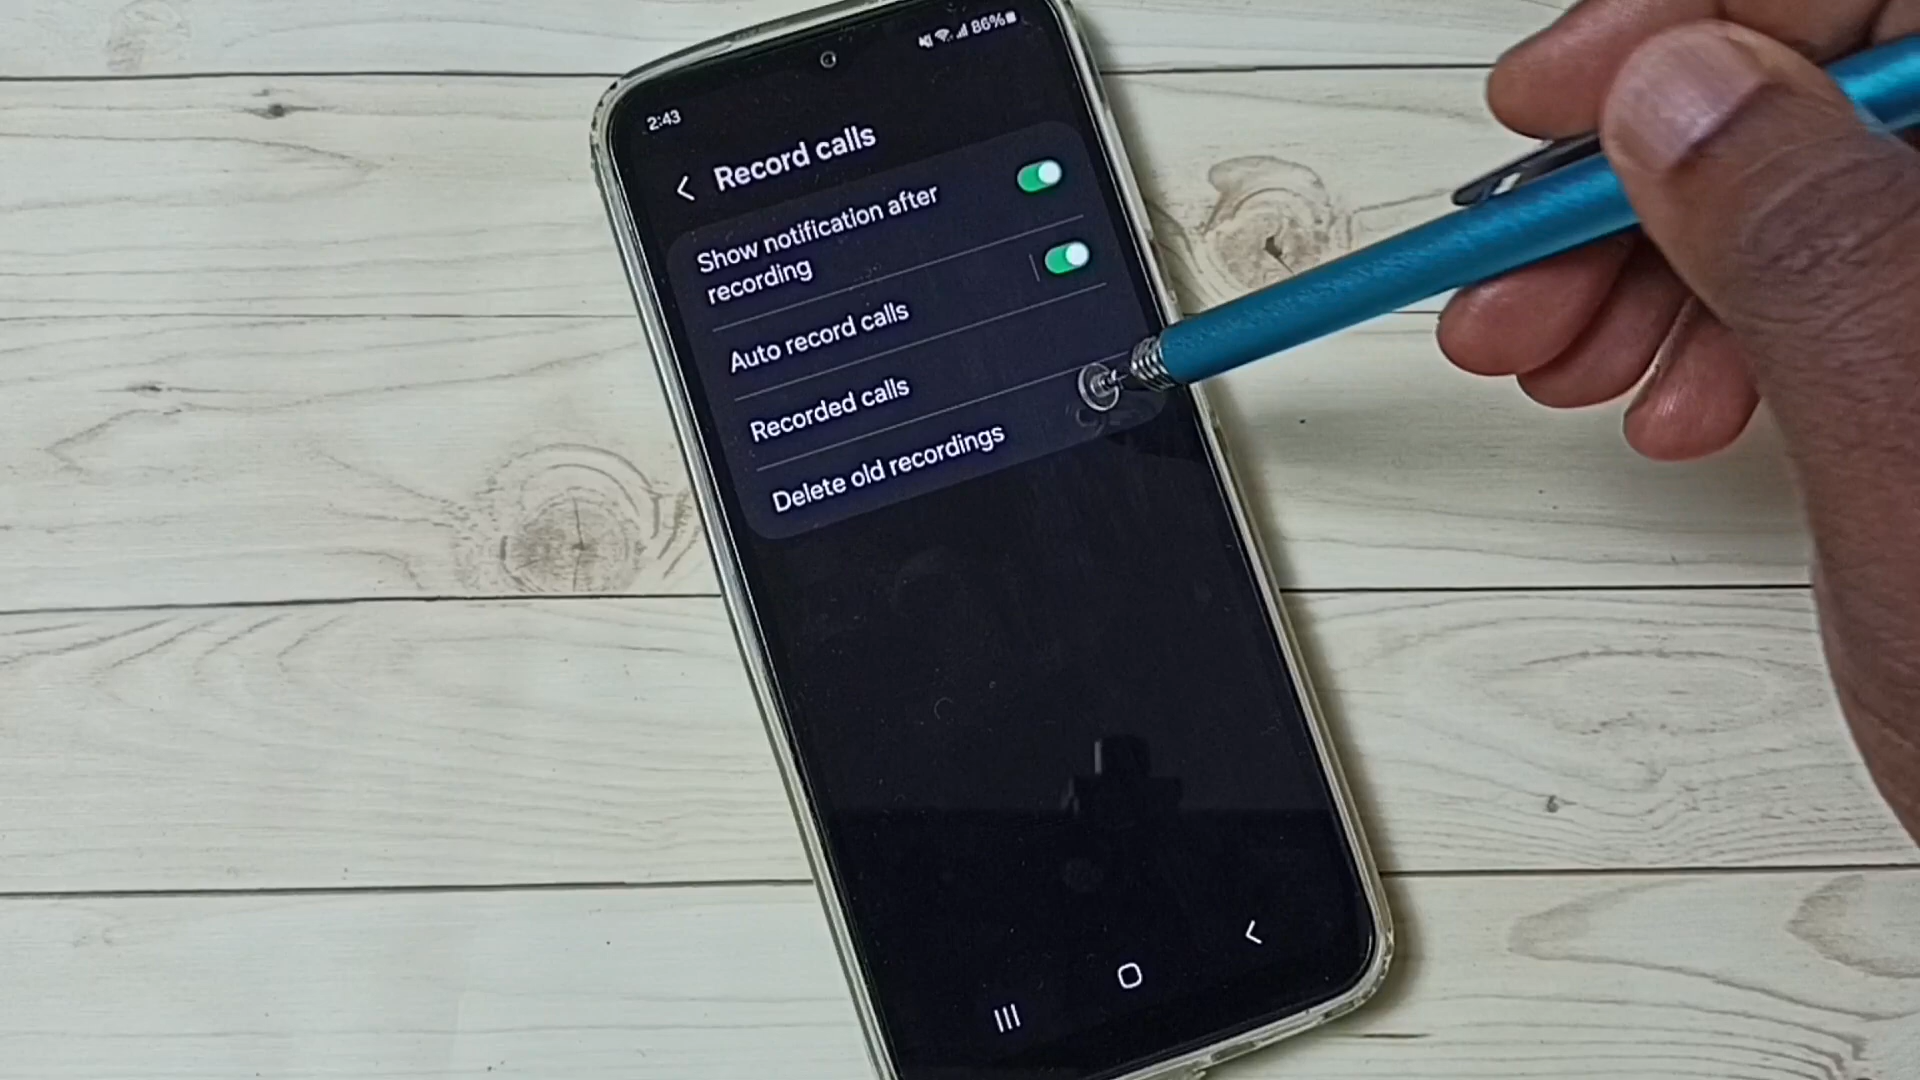 2:43
86%
Record calls
Show notification after
recording
Auto record calls
Recorded calls
Delete old recordings